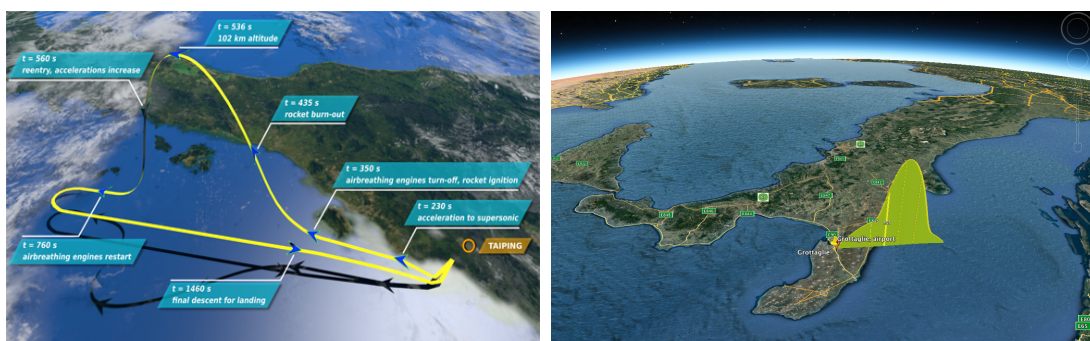 t = 536 s
102 km altitude
t = 560 s
reentry, accelerations increase
t = 435 s
rocket burn-out
t = 350 s
airbreathing engines turn-off, rocket ignition
t = 230 s
acceleration to supersonic
TAIPING
t = 760 s
airbreathing engines restart
t = 1460 s
final descent for landing
Grottaglie airport
Grottaglie